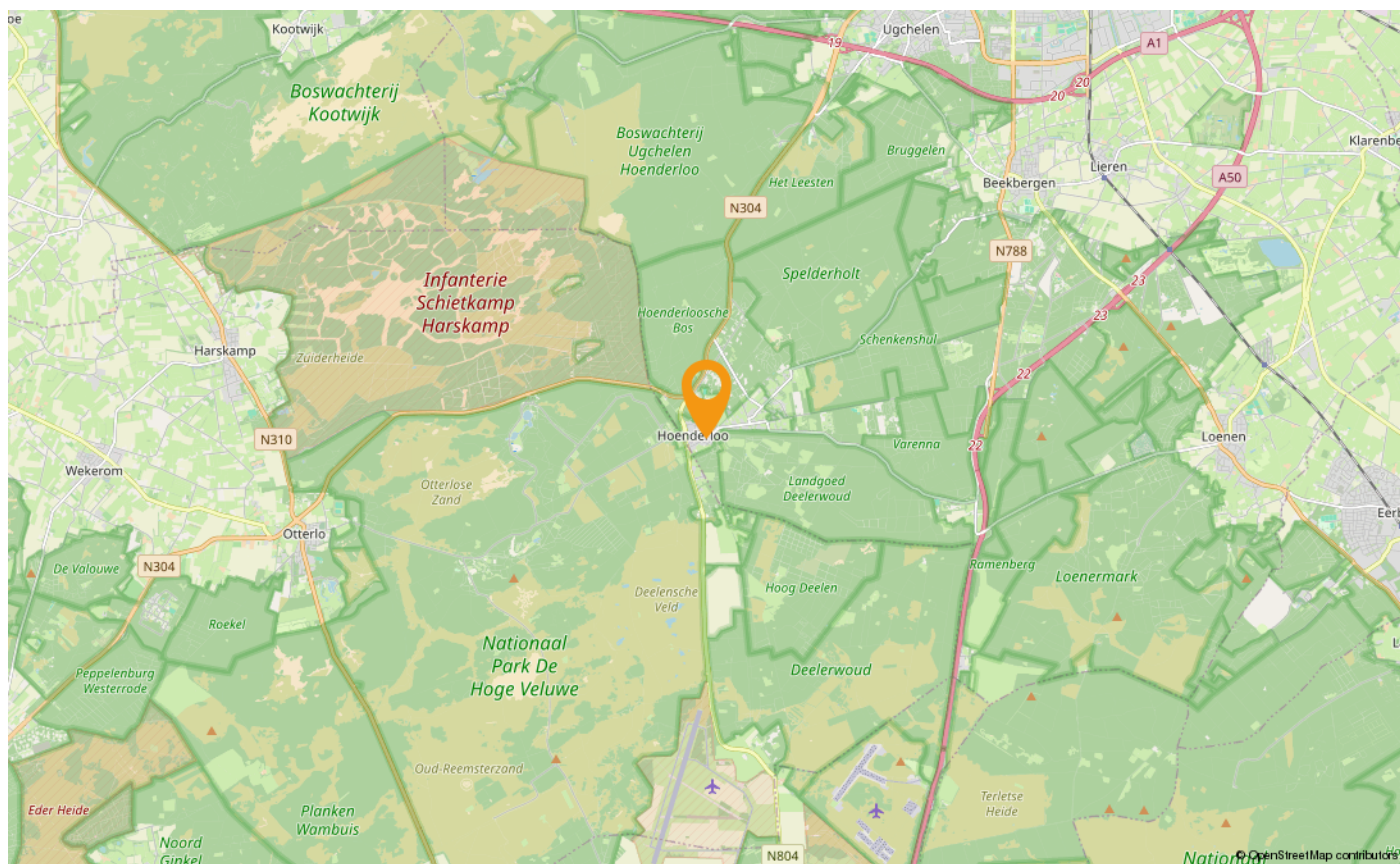 oe
Kootwijk
Ugchelen
19
A1
20
20
Boswachterij
Kootwijk
Boswachterij
Ugchelen
Hoenderloo
Bruggelen
Klarenbe
Lieren
Het Leesten
Beekbergen
A50
N304
N788
Infanterie
Schietkamp
Harskamp
Spelderholt
23
Hoenderloosche
Bos
23
Schenkenshul
Harskamp
Zuiderheide
22
N310
Hoenderloo
Varenna
22
Loenen
Wekerom
Otterlose
Zand
Landgoed
Deelerwoud
Eerb
Otterlo
De Valouwe
N304
Ramenberg
Loenermark
Hoog Deelen
Deelensche
Veld
Roekel
Nationaal
Park De
Hoge Veluwe
Deelerwoud
Peppelenburg
Westerrode
Oud-Reemsterzand
Eder Heide
Planken
Wambuis
Terletse
Heide
Noord
Ginkel
N804
© OpenStreetMap contributors